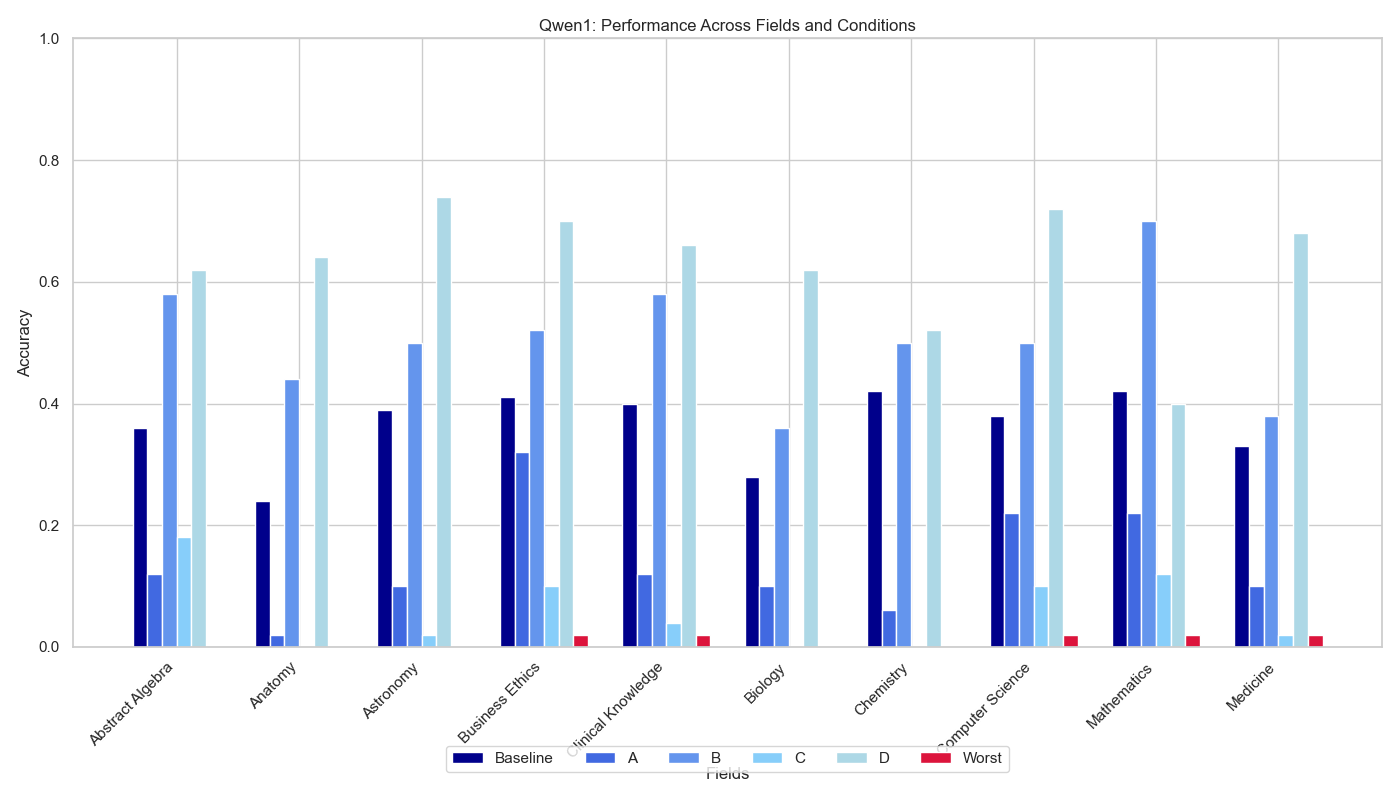 Qwen1: Performance Across Fields and Conditions
Accuracy
1.0
0.8
0.6
0.4
0.2
0.0
Abstract Algebra
Anatomy
Astronomy
Business Ethics
Clinical Knowledge
Biology
Chemistry
Computer Science
Mathematics
Medicine
Baseline A B C D Worst
Fields